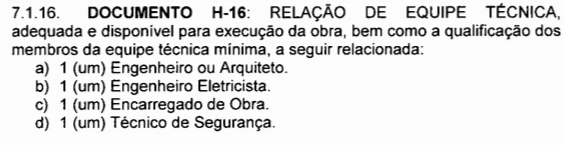 7.1.16. DOCUMENTO H-16: RELAÇÃO DE EQUIPE TÉCNICA,
adequada e disponível para execução da obra, bem como a qualificação dos
membros da equipe técnica mínima, a seguir relacionada:
a) 1 (um) Engenheiro ou Arquiteto.
b) 1 (um) Engenheiro Eletricista.
c) 1 (um) Encarregado de Obra.
d) 1 (um) Técnico de Segurança.